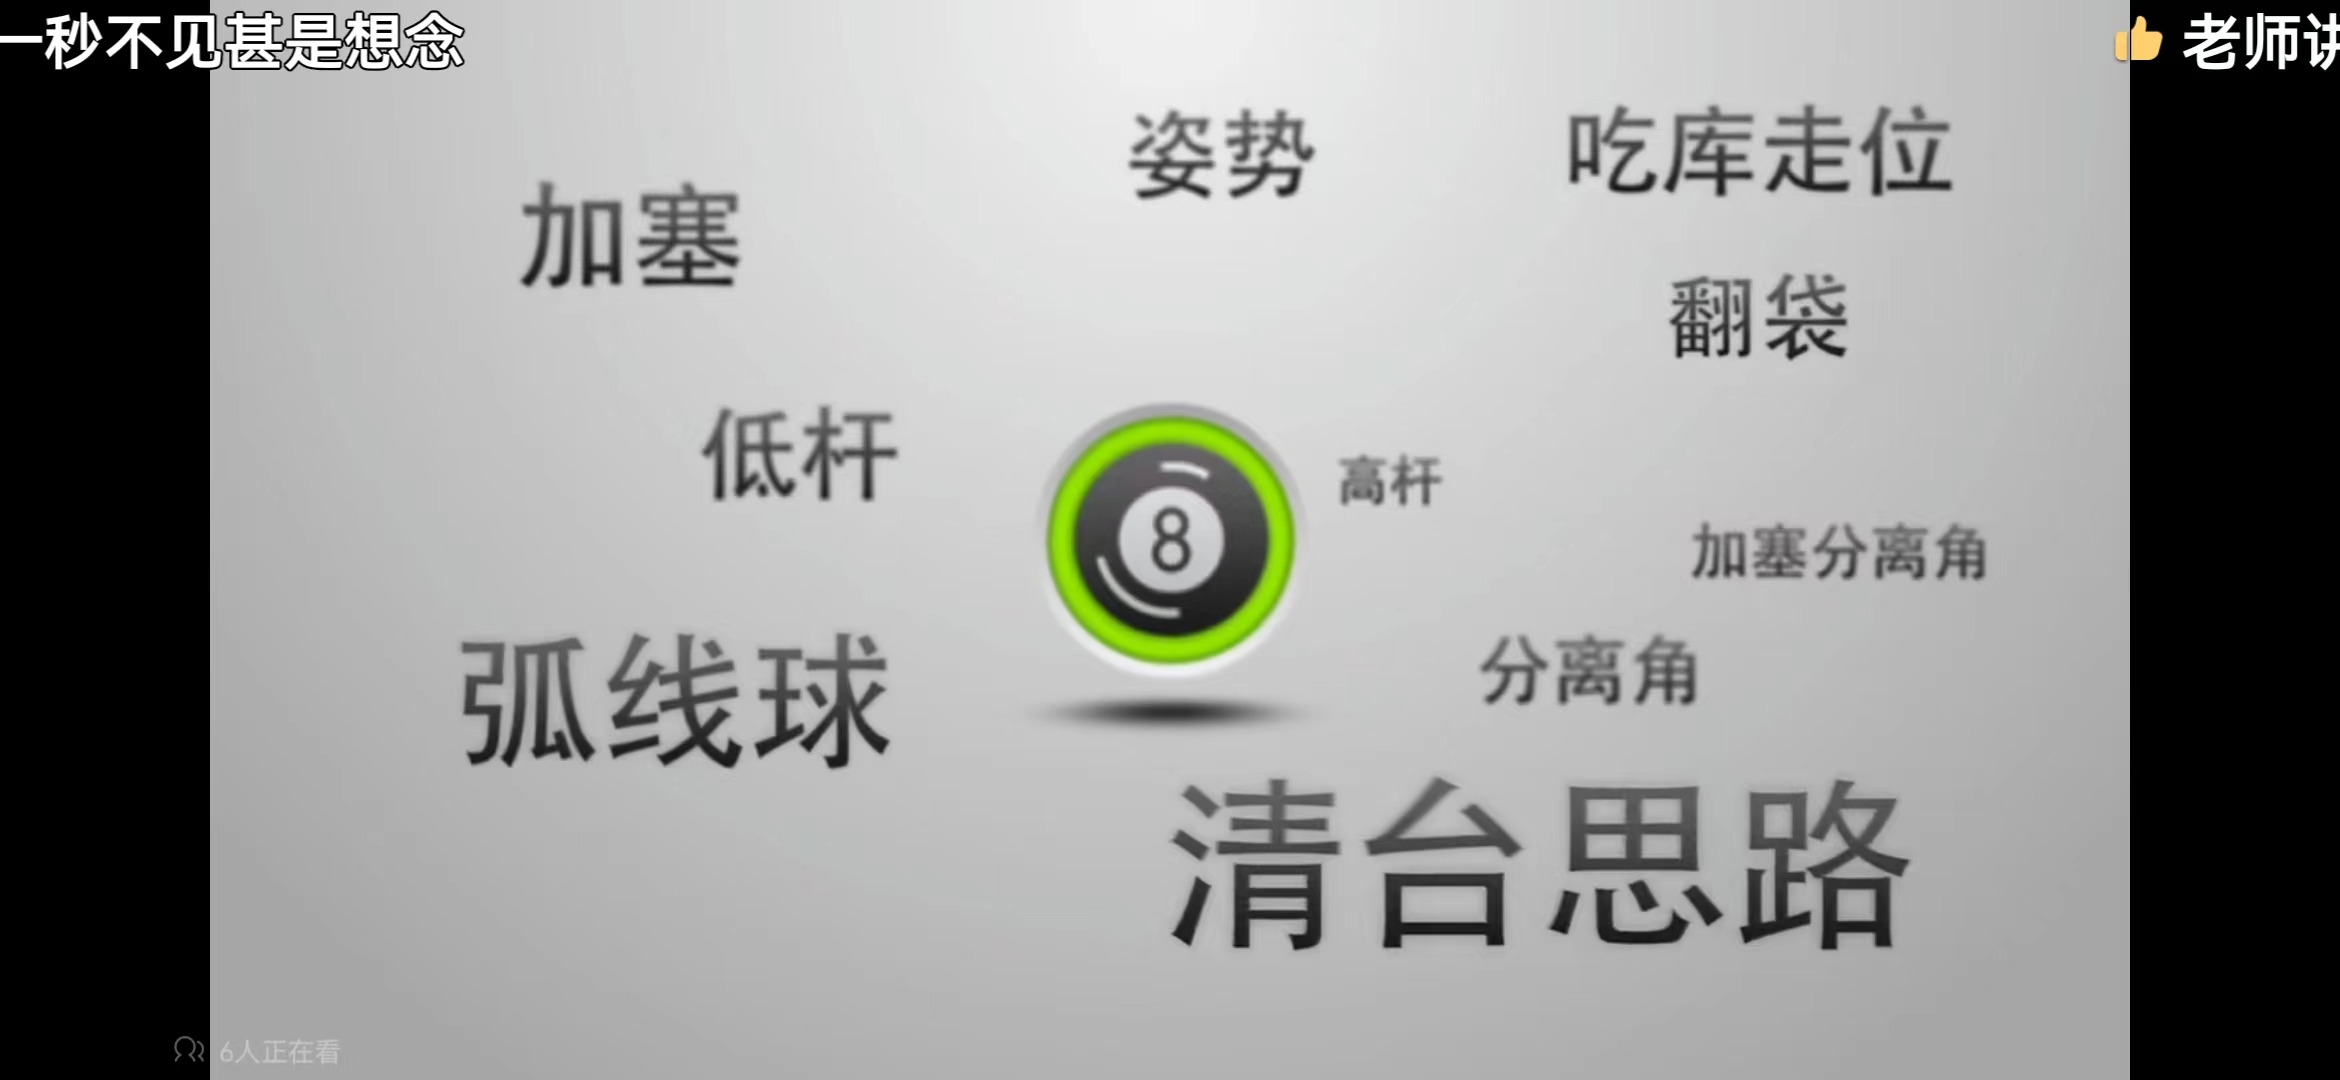 一秒不见甚是想念
老师讲
姿势
吃库走位
加塞
翻袋
低杆
8
高杆
加塞分离角
弧线球
分离角
清台思路
6人正在看